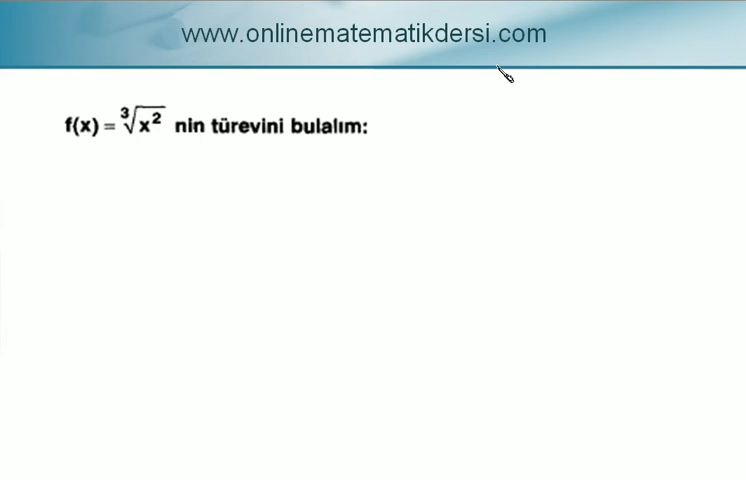 www.onlinematematikdersi.com
f(x) = ∛x² nin türevini bulalım: